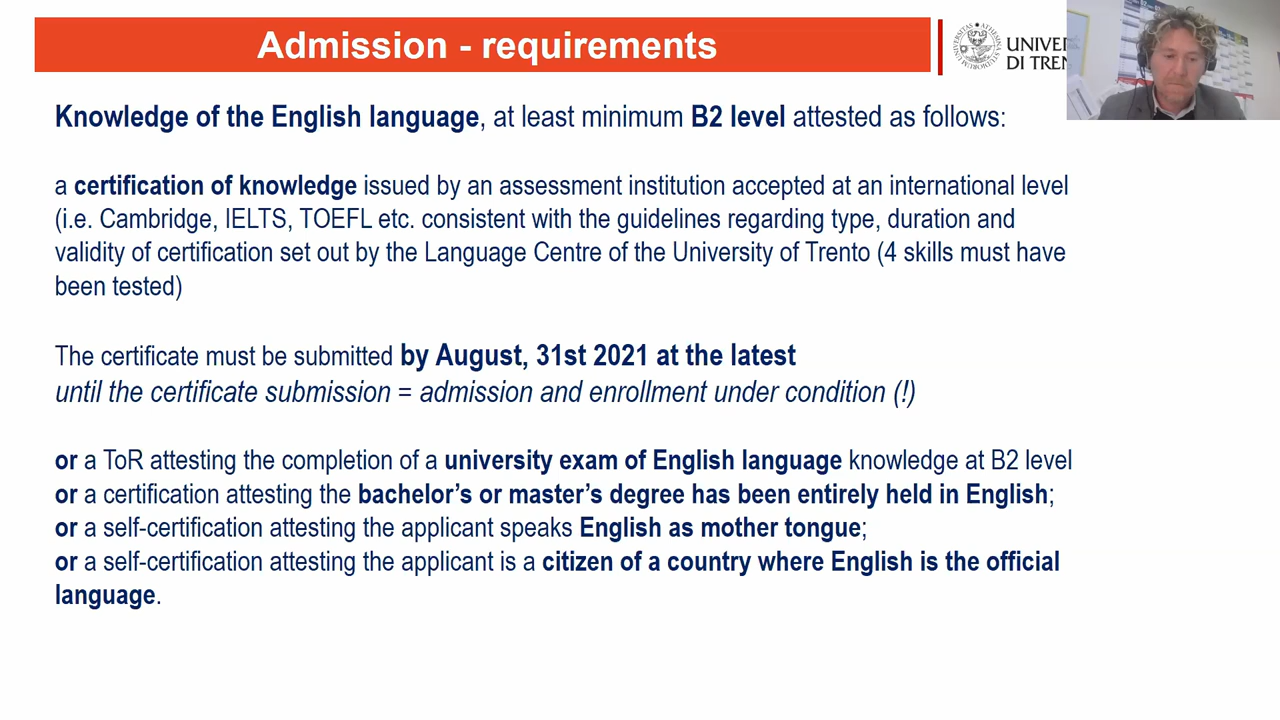 Admission - requirements
UNIVER
DI TREN
Knowledge of the English language, at least minimum B2 level attested as follows:
a certification of knowledge issued by an assessment institution accepted at an international level
(i.e. Cambridge, IELTS, TOEFL etc. consistent with the guidelines regarding type, duration and
validity of certification set out by the Language Centre of the University of Trento (4 skills must have
been tested)
The certificate must be submitted by August, 31st 2021 at the latest
until the certificate submission = admission and enrollment under condition (!)
or a ToR attesting the completion of a university exam of English language knowledge at B2 level
or a certification attesting the bachelor’s or master’s degree has been entirely held in English;
or a self-certification attesting the applicant speaks English as mother tongue;
or a self-certification attesting the applicant is a citizen of a country where English is the official
language.